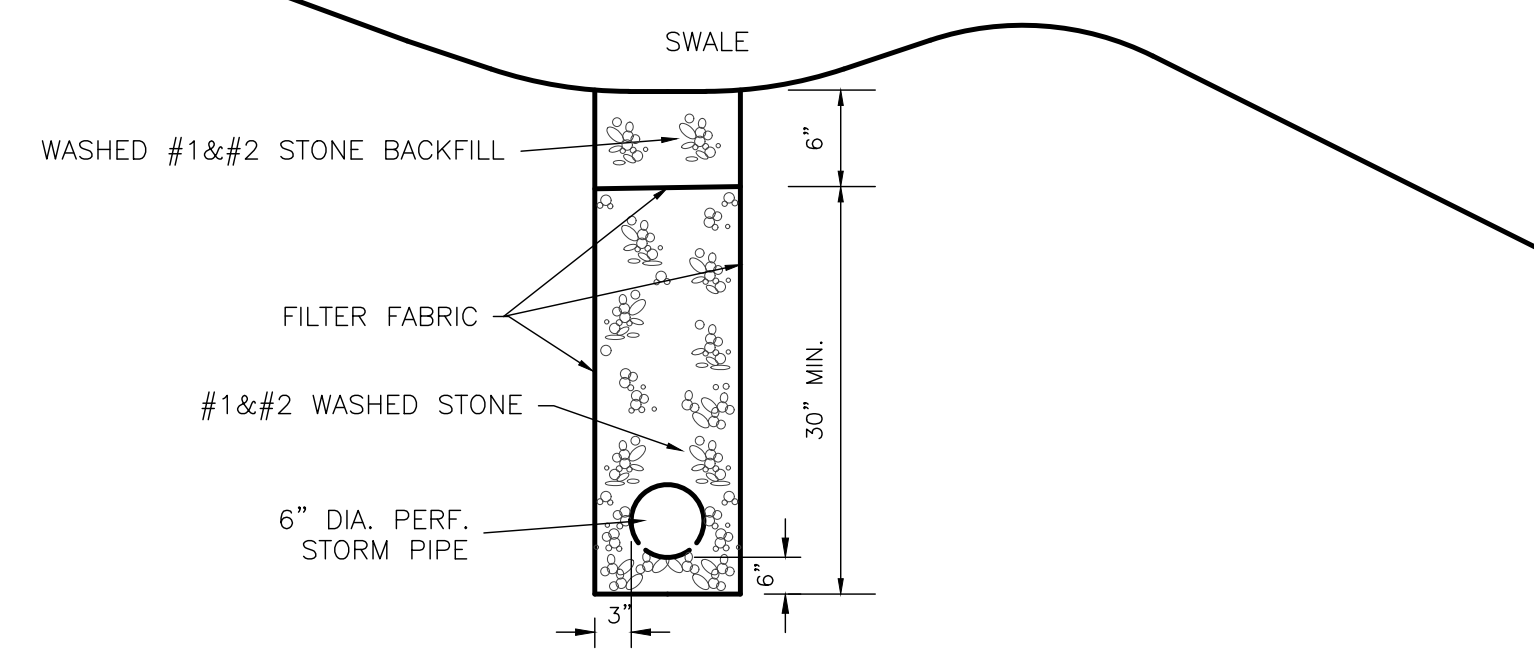 SWALE
WASHED #1&#2 STONE BACKFILL
6”
FILTER FABRIC
30” MIN.
#1&#2 WASHED STONE
6” DIA. PERF.
STORM PIPE
6”
3”